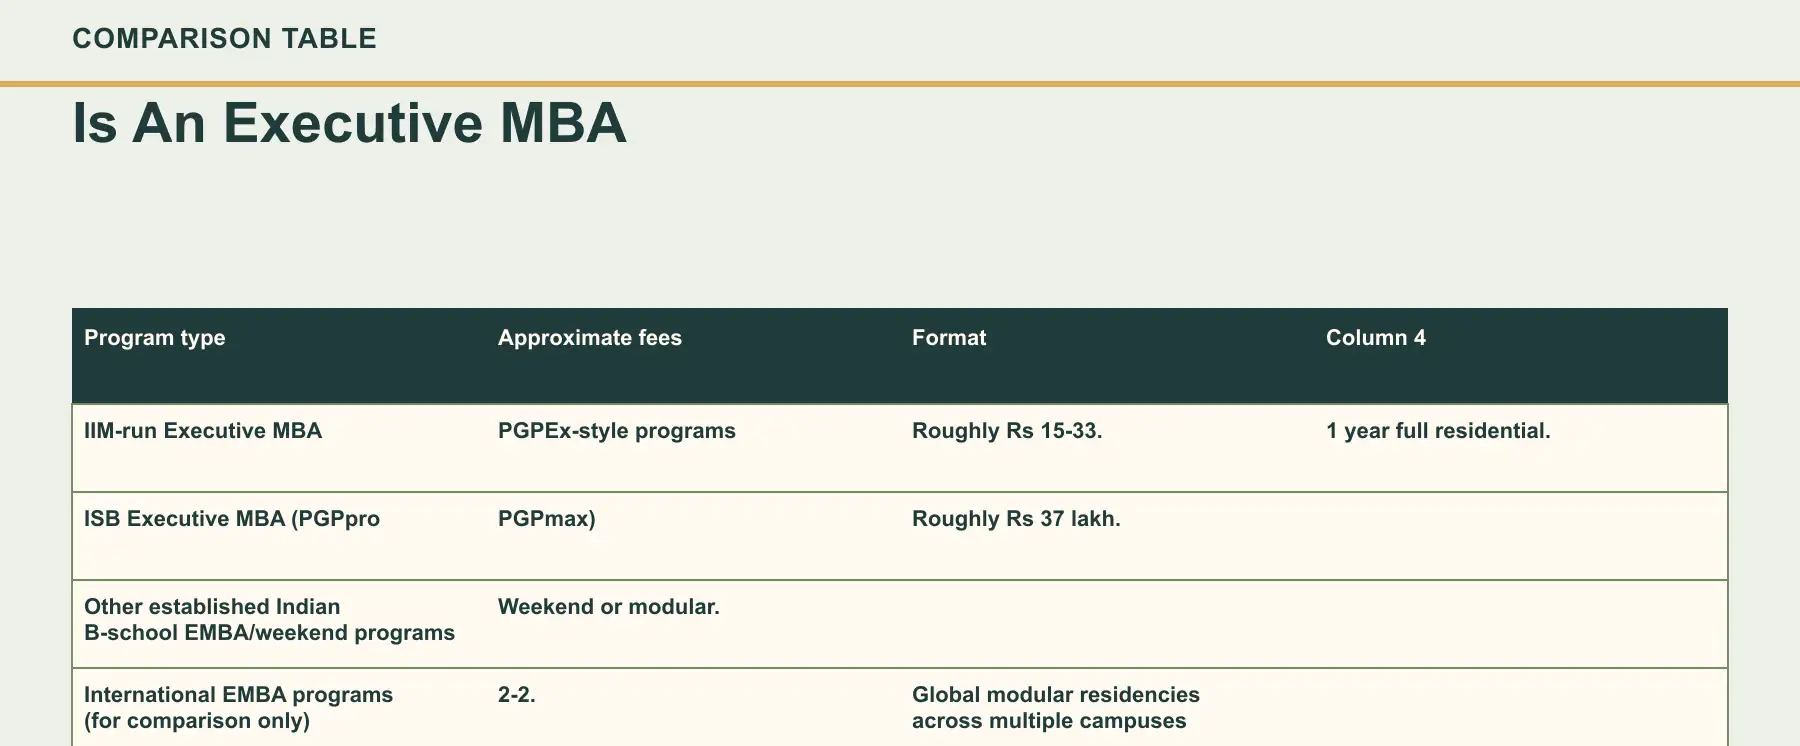 COMPARISON TABLE
Is An Executive MBA
Program type Approximate fees Format Column 4
IIM-run Executive MBA PGPEx-style programs Roughly Rs 15-33. 1 year full residential.
ISB Executive MBA (PGPpro PGPmax) Roughly Rs 37 lakh.
Other established Indian Weekend or modular.
B-school EMBA/weekend programs
International EMBA programs 2-2. Global modular residencies
(for comparison only) across multiple campuses